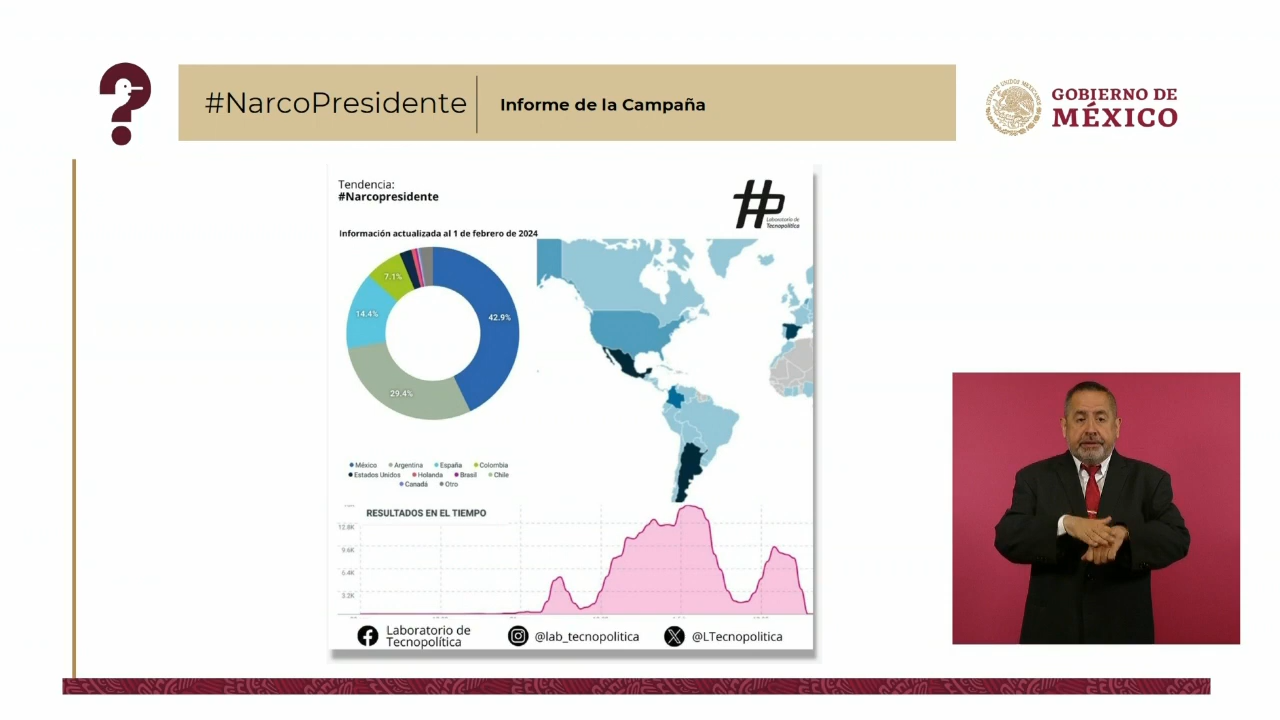 #NarcoPresidente
Informe de la Campaña
GOBIERNO DE
MÉXICO
Tendencia:
#Narcopresidente
Laboratorio de
Tecnopolítica
Información actualizada al 1 de febrero de 2024
7.1%
14.4%
42.9%
29.4%
México Argentina España Colombia
Estados Unidos Holanda Brasil Chile
Canadá Otro
RESULTADOS EN EL TIEMPO
12.8K
9.6K
6.4K
3.2K
Laboratorio de
Tecnopolítica
@lab_tecnopolitica
@LTecnopolitica